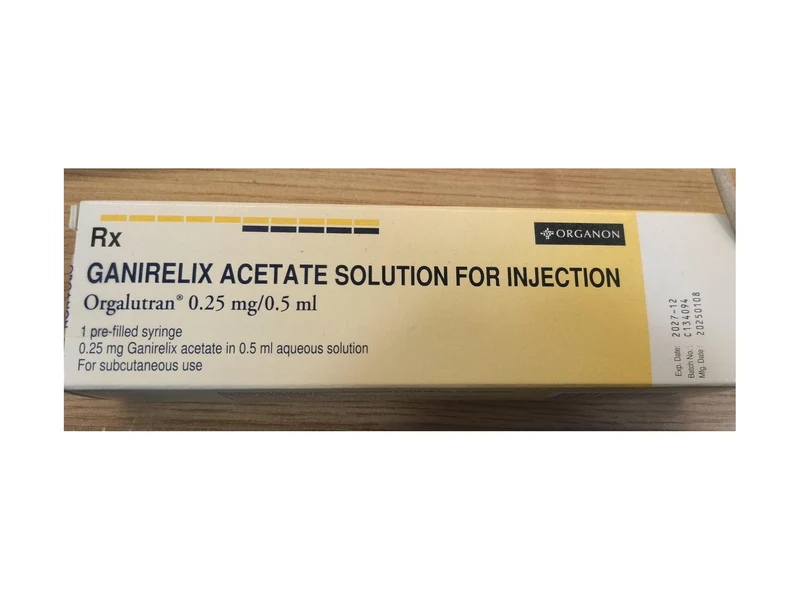 Rx
ORGANON
GANIRELIX ACETATE SOLUTION FOR INJECTION
Orgalutran® 0.25 mg/0.5 ml
1 pre-filled syringe
0.25 mg Ganirelix acetate in 0.5 ml aqueous solution
For subcutaneous use
Exp. Date: 2027-12
Batch No.: C134094
Mfg. Date: 20250108